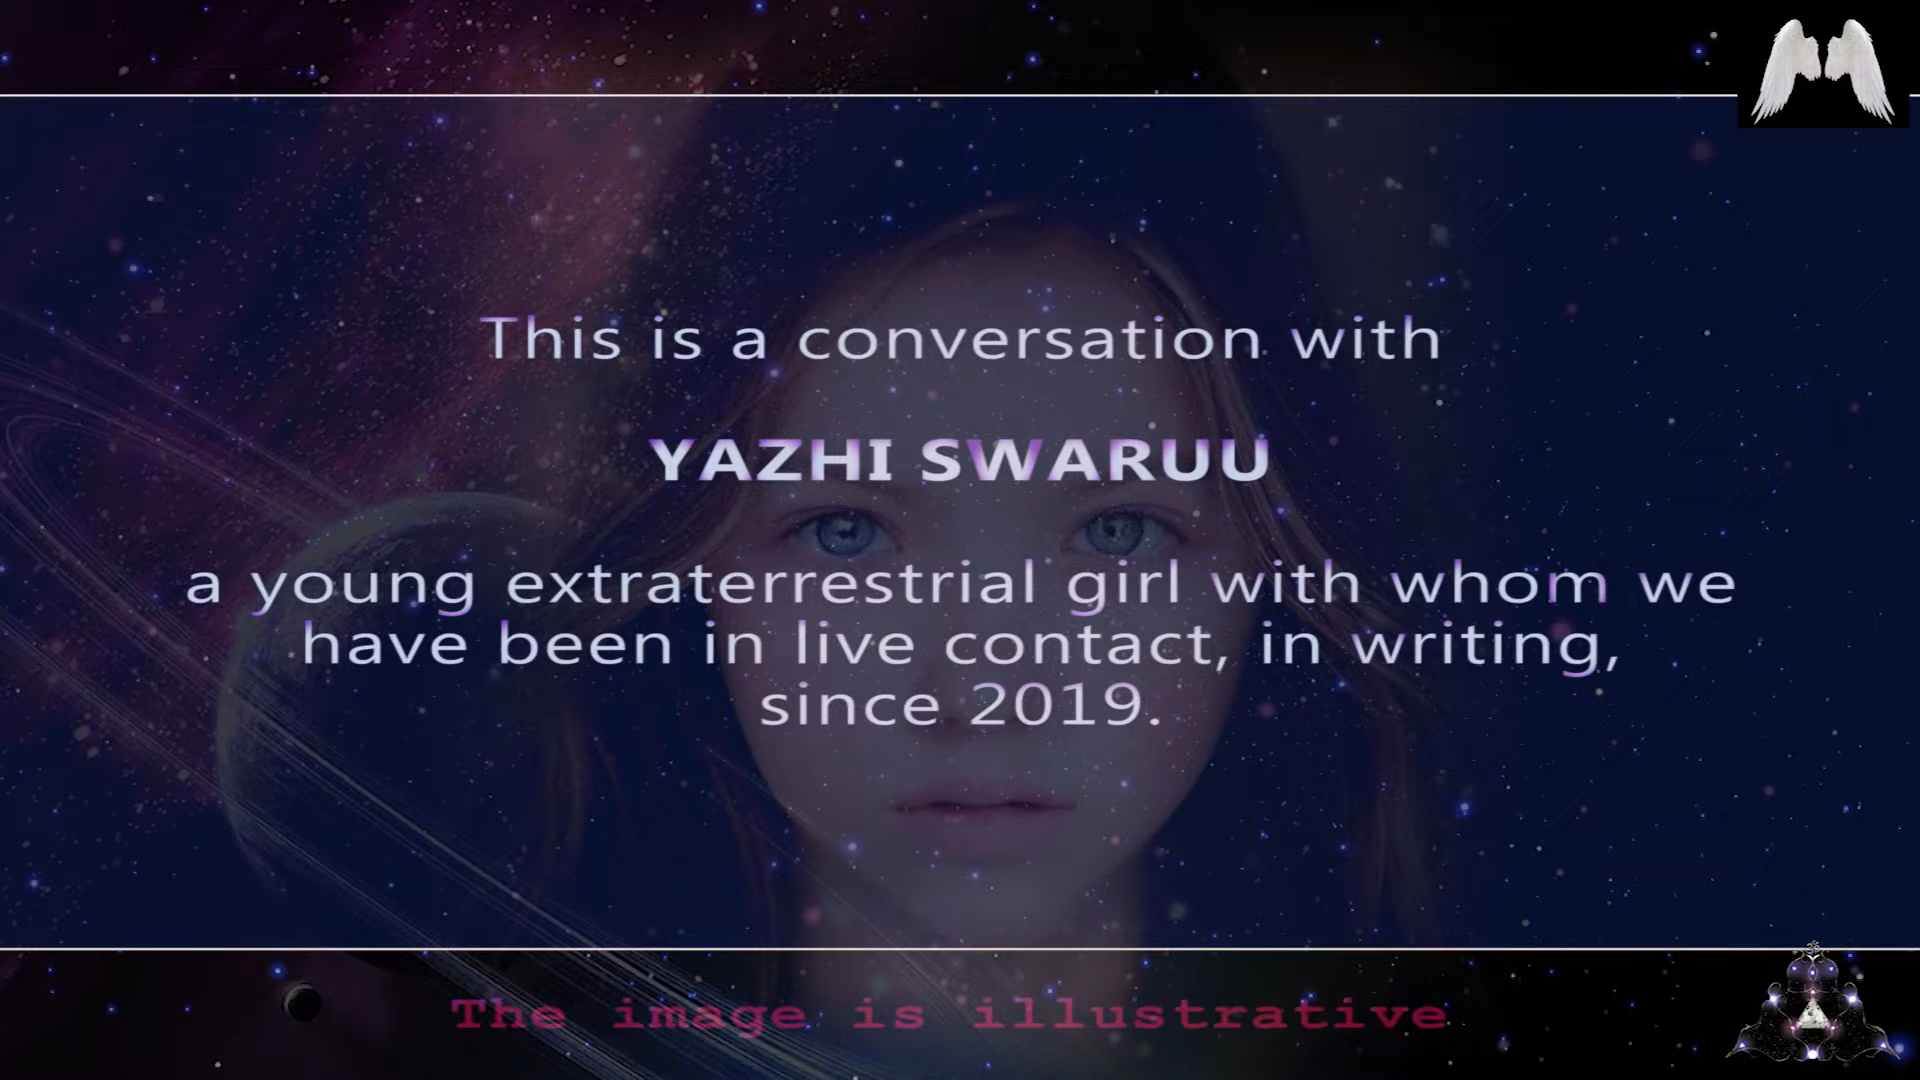 This is a conversation with
YAZHI SWARUU
a young extraterrestrial girl with whom we
have been in live contact, in writing,
since 2019.
The image is illustrative